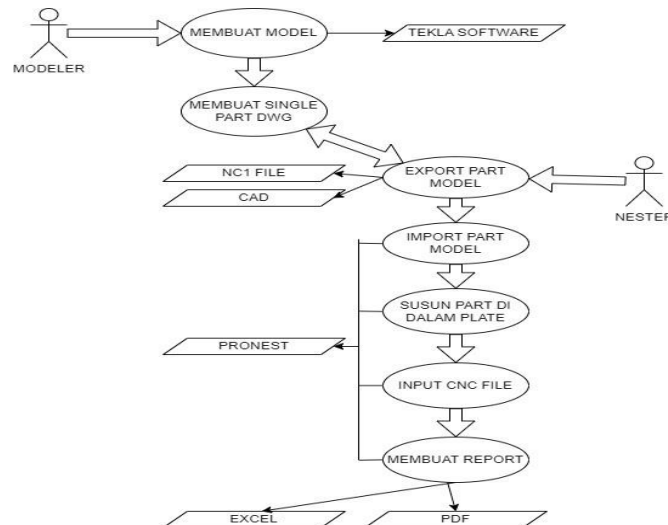 MEMBUAT MODEL
TEKLA SOFTWARE
MODELER
MEMBUAT SINGLE
PART DWG
NC1 FILE
CAD
EXPORT PART
MODEL
NESTER
IMPORT PART
MODEL
SUSUN PART DI
DALAM PLATE
PRONEST
INPUT CNC FILE
MEMBUAT REPORT
EXCEL
PDF